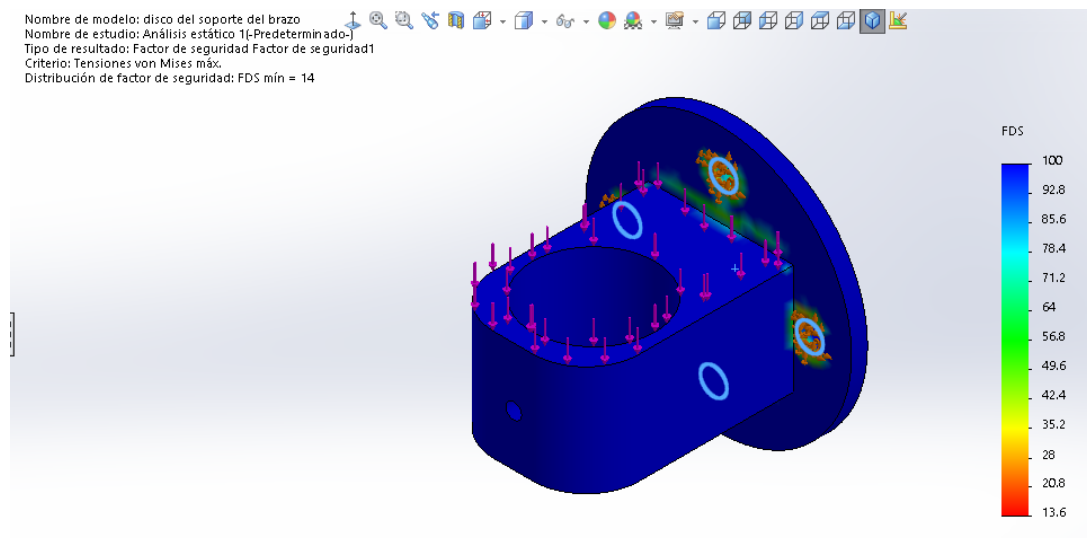 Nombre de modelo: disco del soporte del brazo
Nombre de estudio: Análisis estático 1(-Predeterminado-)
Tipo de resultado: Factor de seguridad Factor de seguridad1
Criterio: Tensiones von Mises máx.
Distribución de factor de seguridad: FDS mín = 14
FDS
100
92.8
85.6
78.4
71.2
64
56.8
49.6
42.4
35.2
28
20.8
13.6